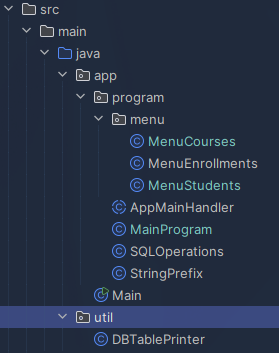 src
main
java
app
program
menu
MenuCourses
MenuEnrollments
MenuStudents
AppMainHandler
MainProgram
SQLOperations
StringPrefix
Main
util
DBTablePrinter